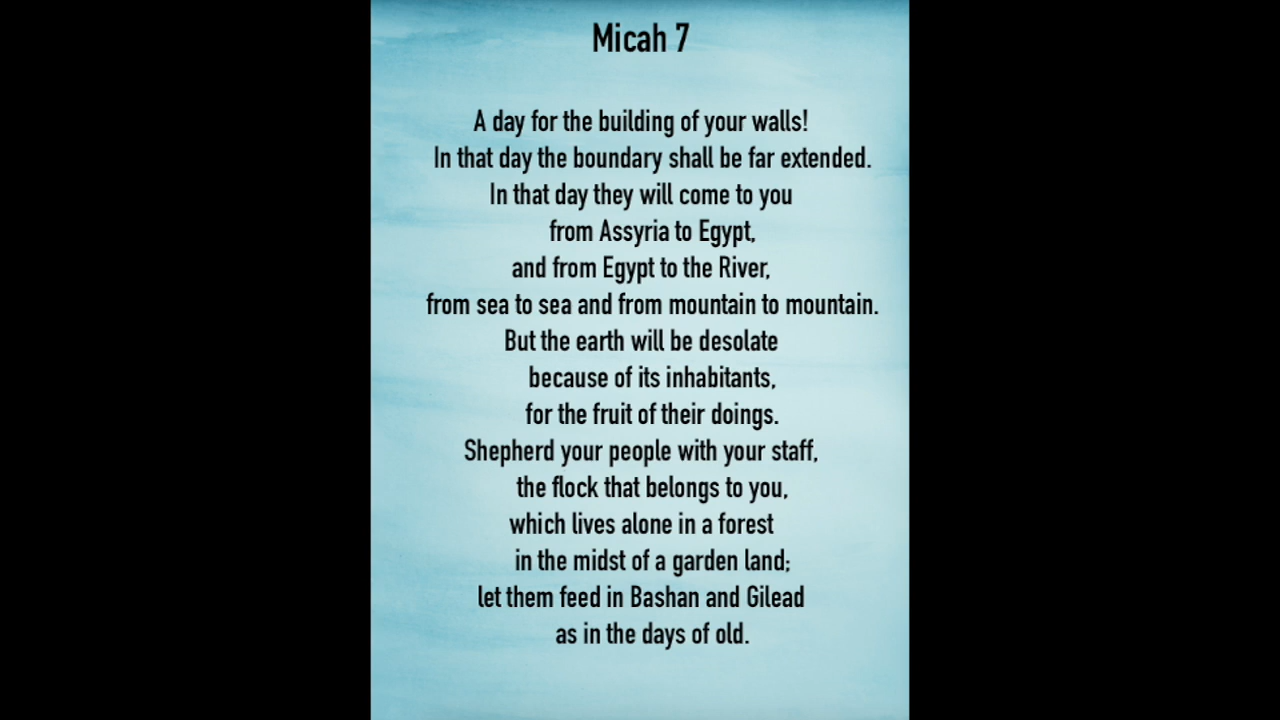 Micah 7
A day for the building of your walls!
In that day the boundary shall be far extended.
In that day they will come to you
from Assyria to Egypt,
and from Egypt to the River,
from sea to sea and from mountain to mountain.
But the earth will be desolate
because of its inhabitants,
for the fruit of their doings.
Shepherd your people with your staff,
the flock that belongs to you,
which lives alone in a forest
in the midst of a garden land;
let them feed in Bashan and Gilead
as in the days of old.